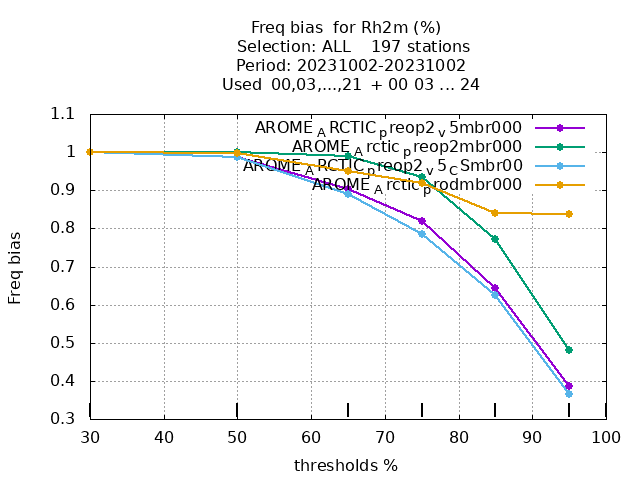 Freq bias  for Rh2m (%)
Selection: ALL    197 stations
Period: 20231002-20231002
Used  00,03,...,21  + 00 03 ... 24
1.1
1
0.9
0.8
0.7
0.6
0.5
0.4
0.3
Freq bias
AROME_ARCTIC_preop2_v5mbr000
AROME_Arctic_preop2mbr000
AROME_ARCTIC_preop2_v5_CSmbr00
AROME_Arctic_prodmbr000
30 40 50 60 70 80 90 100
thresholds %